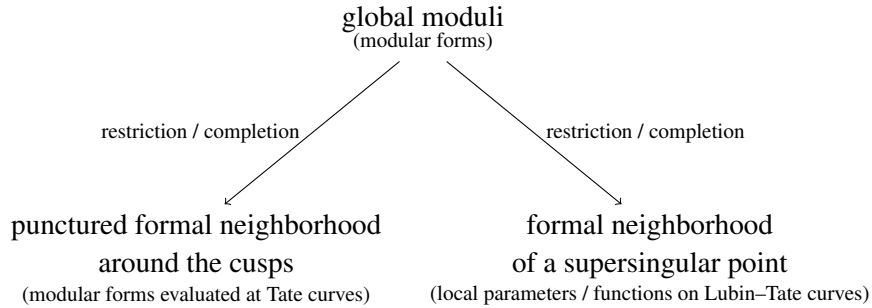 global moduli
(modular forms)
restriction / completion
restriction / completion
punctured formal neighborhood
around the cusps
(modular forms evaluated at Tate curves)
formal neighborhood
of a supersingular point
(local parameters / functions on Lubin–Tate curves)